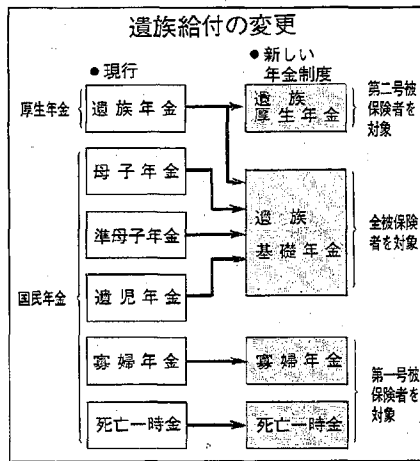 遺族給付の変更
●現行
●新しい
年金制度
厚生年金
遺族年金
遺族
厚生年金
第二号被
保険者を
対象
国民年金
母子年金
準母子年金
遺児年金
遺族
基礎年金
全被保険
者を対象
寡婦年金
寡婦年金
死亡一時金
死亡一時金
第一号被
保険者を
対象